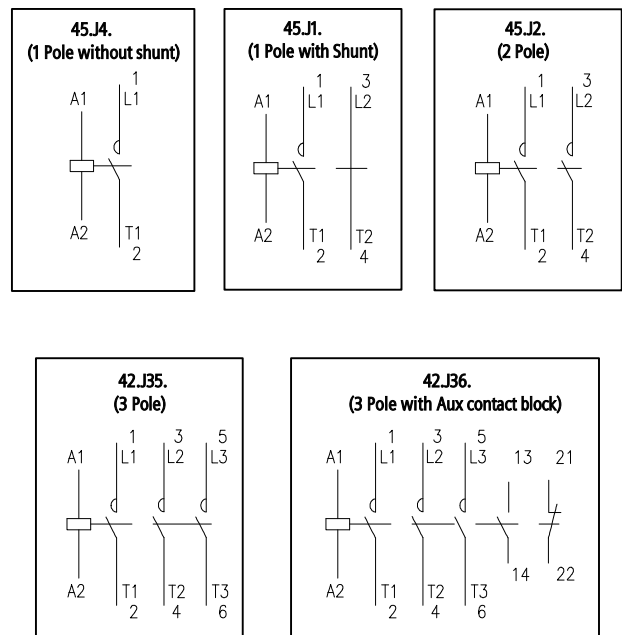 45.J4.
(1 Pole without shunt)
1
A1 L1
A2 T1
2
45.J1.
(1 Pole with Shunt)
1 3
A1 L1 L2
A2 T1 T2
2 4
45.J2.
(2 Pole)
1 3
A1 L1 L2
A2 T1 T2
2 4
42.J35.
(3 Pole)
1 3 5
A1 L1 L2 L3
A2 T1 T2 T3
2 4 6
42.J36.
(3 Pole with Aux contact block)
1 3 5
A1 L1 L2 L3 13 21
14 22
A2 T1 T2 T3
2 4 6